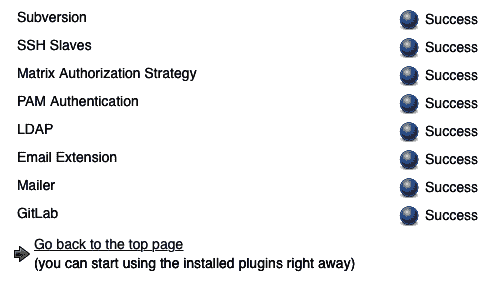 Subversion Success
SSH Slaves Success
Matrix Authorization Strategy Success
PAM Authentication Success
LDAP Success
Email Extension Success
Mailer Success
GitLab Success
Go back to the top page
(you can start using the installed plugins right away)